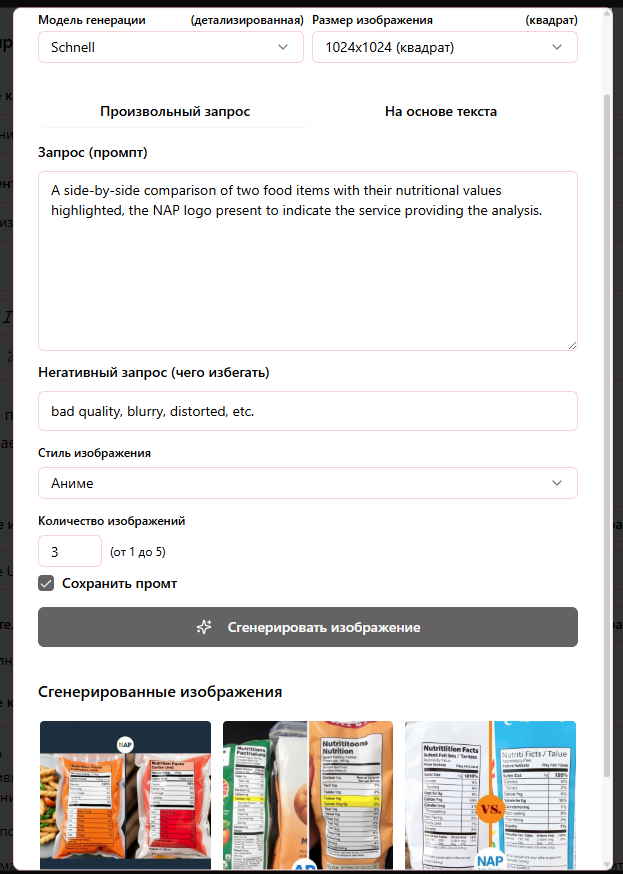 Модель генерации (детализированная) Размер изображения (квадрат)
Schnell 1024x1024 (квадрат)
Произвольный запрос На основе текста
Запрос (промпт)
A side-by-side comparison of two food items with their nutritional values
highlighted, the NAP logo present to indicate the service providing the analysis.
Негативный запрос (чего избегать)
bad quality, blurry, distorted, etc.
Стиль изображения
Аниме
Количество изображений
3 (от 1 до 5)
Сохранить промт
Сгенерировать изображение
Сгенерированные изображения
NAP
Nutrition Facts
Nutrititoons
Nutrition
Nutritlition Facts
Nutriti Ficts / Talue
VS.
NAP